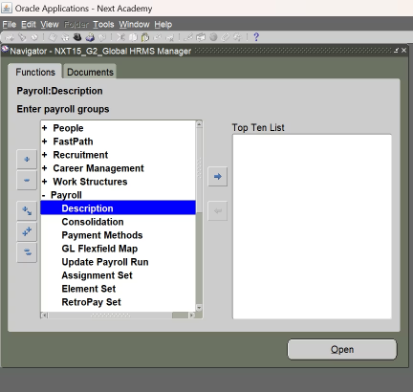 Oracle Applications - Next Academy
File Edit View Folder Tools Window Help
Navigator - NXT15_G2_Global HRMS Manager
Functions Documents
Payroll:Description
Enter payroll groups
Top Ten List
+ People
+ FastPath
+ Recruitment
+ Career Management
+ Work Structures
- Payroll
Description
Consolidation
Payment Methods
GL Flexfield Map
Update Payroll Run
Assignment Set
Element Set
RetroPay Set
Open